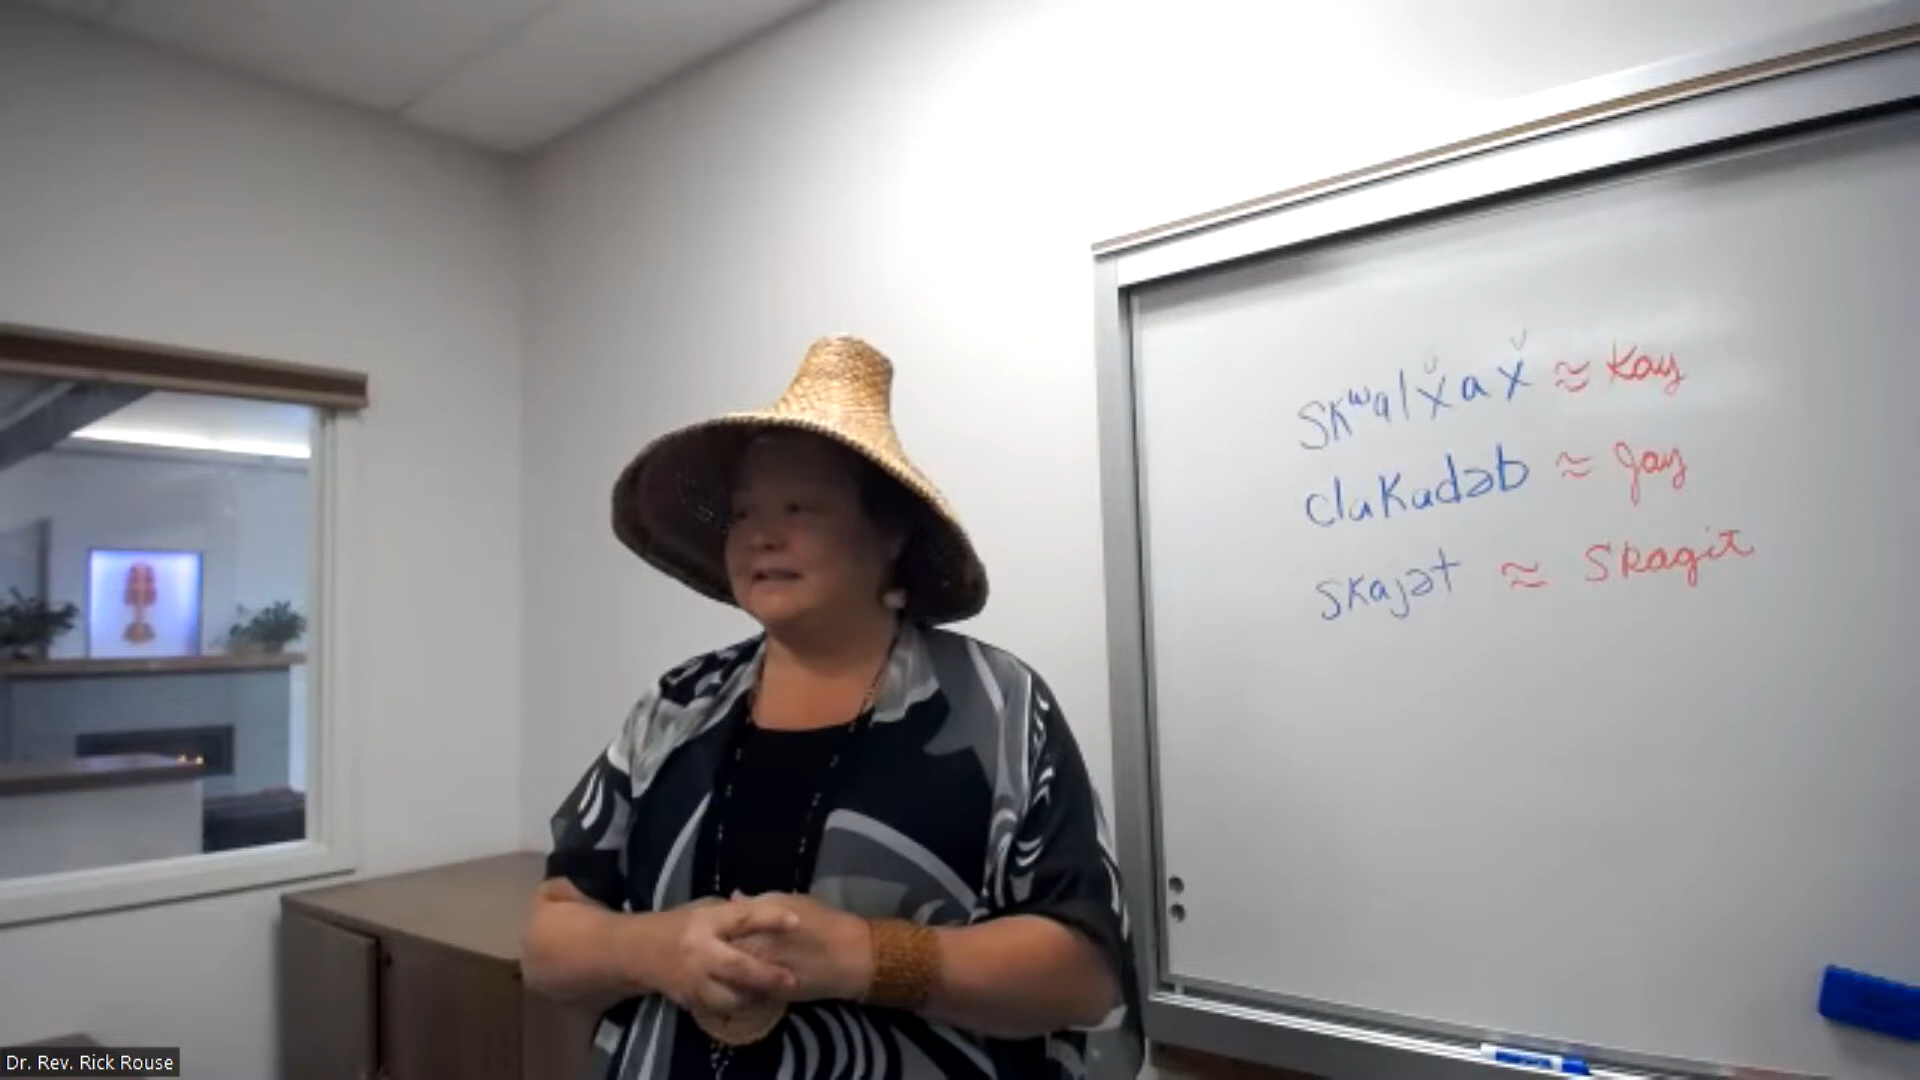 skʷalx̌ax̌ ≈ Kay
clakadəb ≈ Jay
skajət ≈ Skagit
Dr. Rev. Rick Rouse